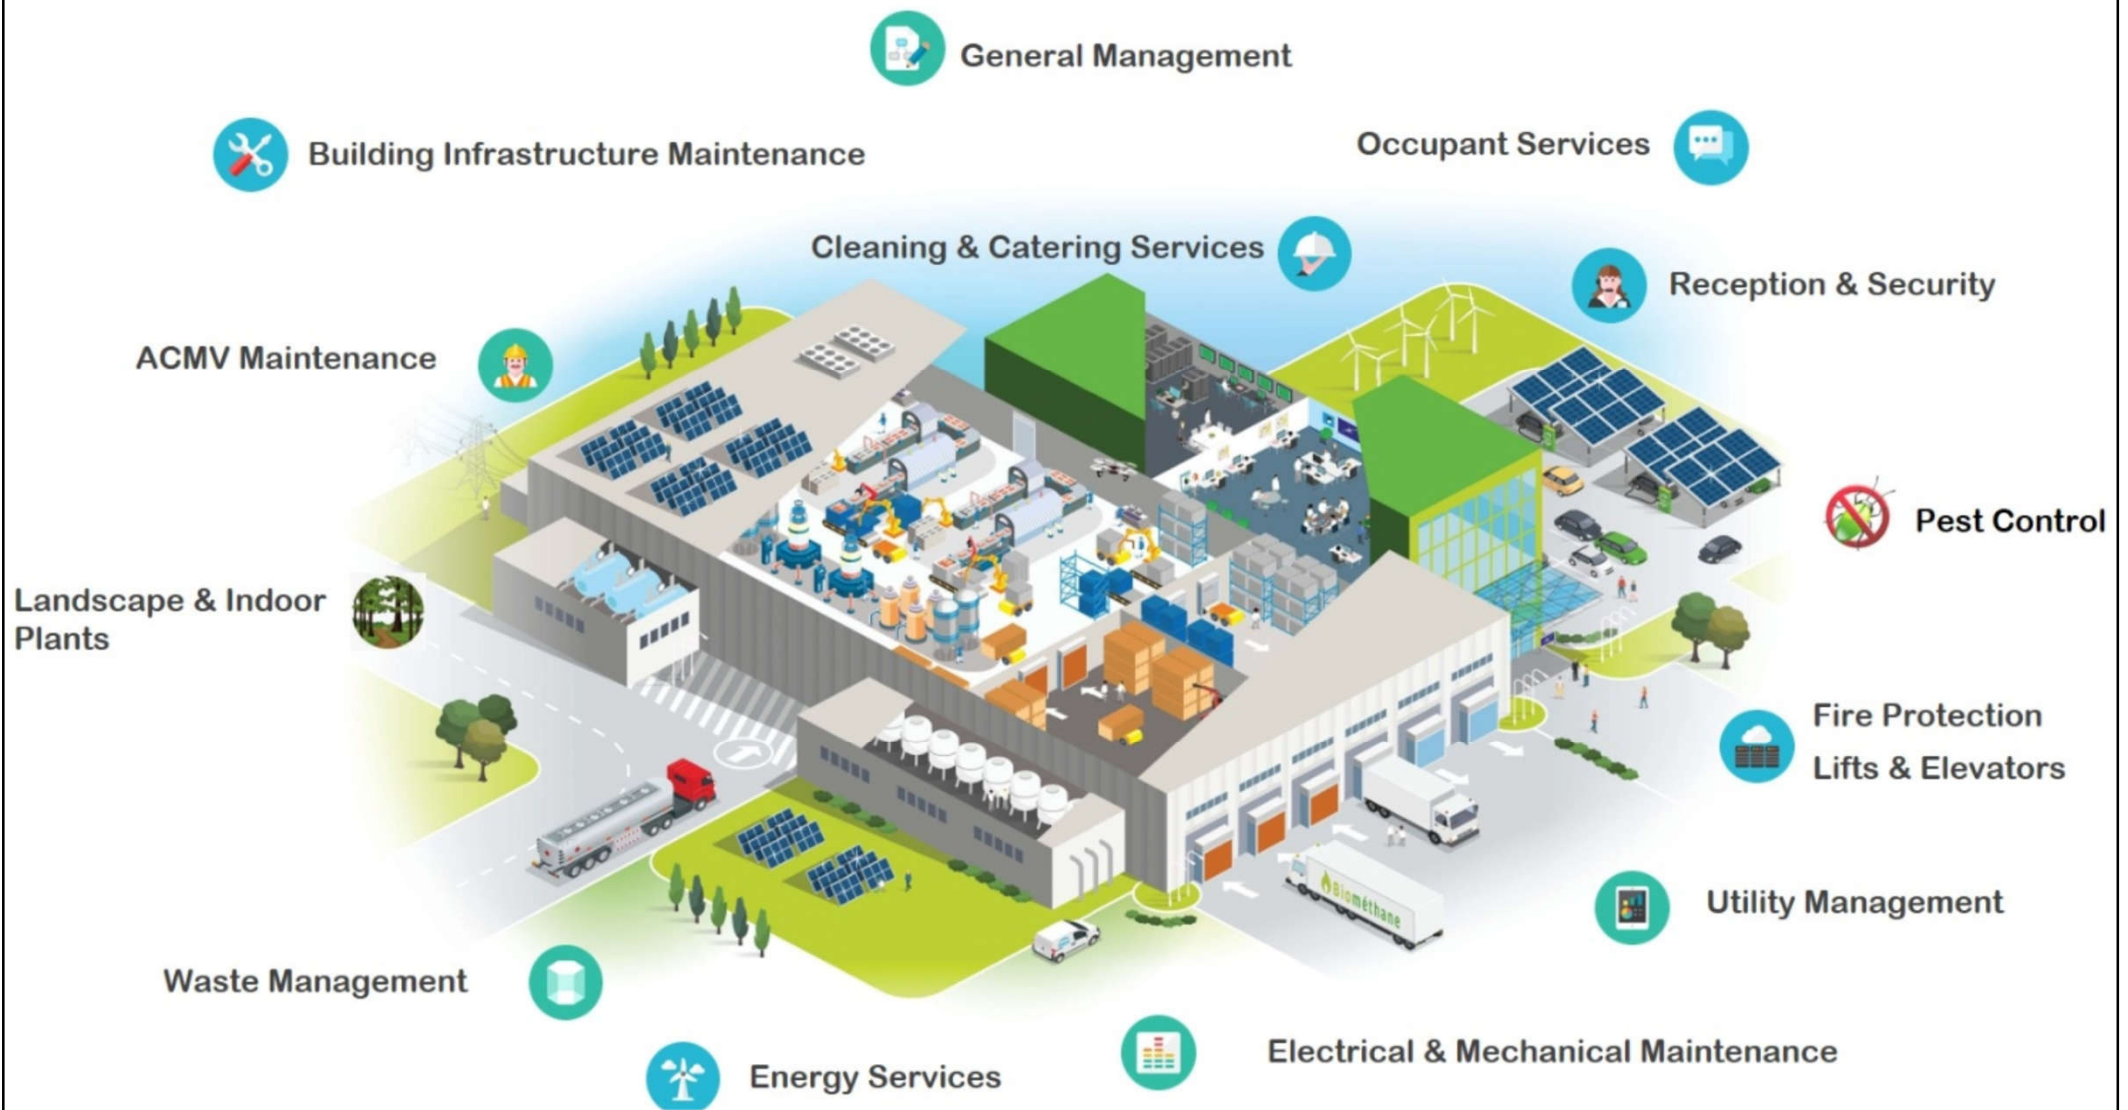 General Management
Building Infrastructure Maintenance
Occupant Services
Cleaning & Catering Services
Reception & Security
ACMV Maintenance
Pest Control
Landscape & Indoor
Plants
Fire Protection
Lifts & Elevators
Biométhane
Utility Management
Waste Management
Electrical & Mechanical Maintenance
Energy Services